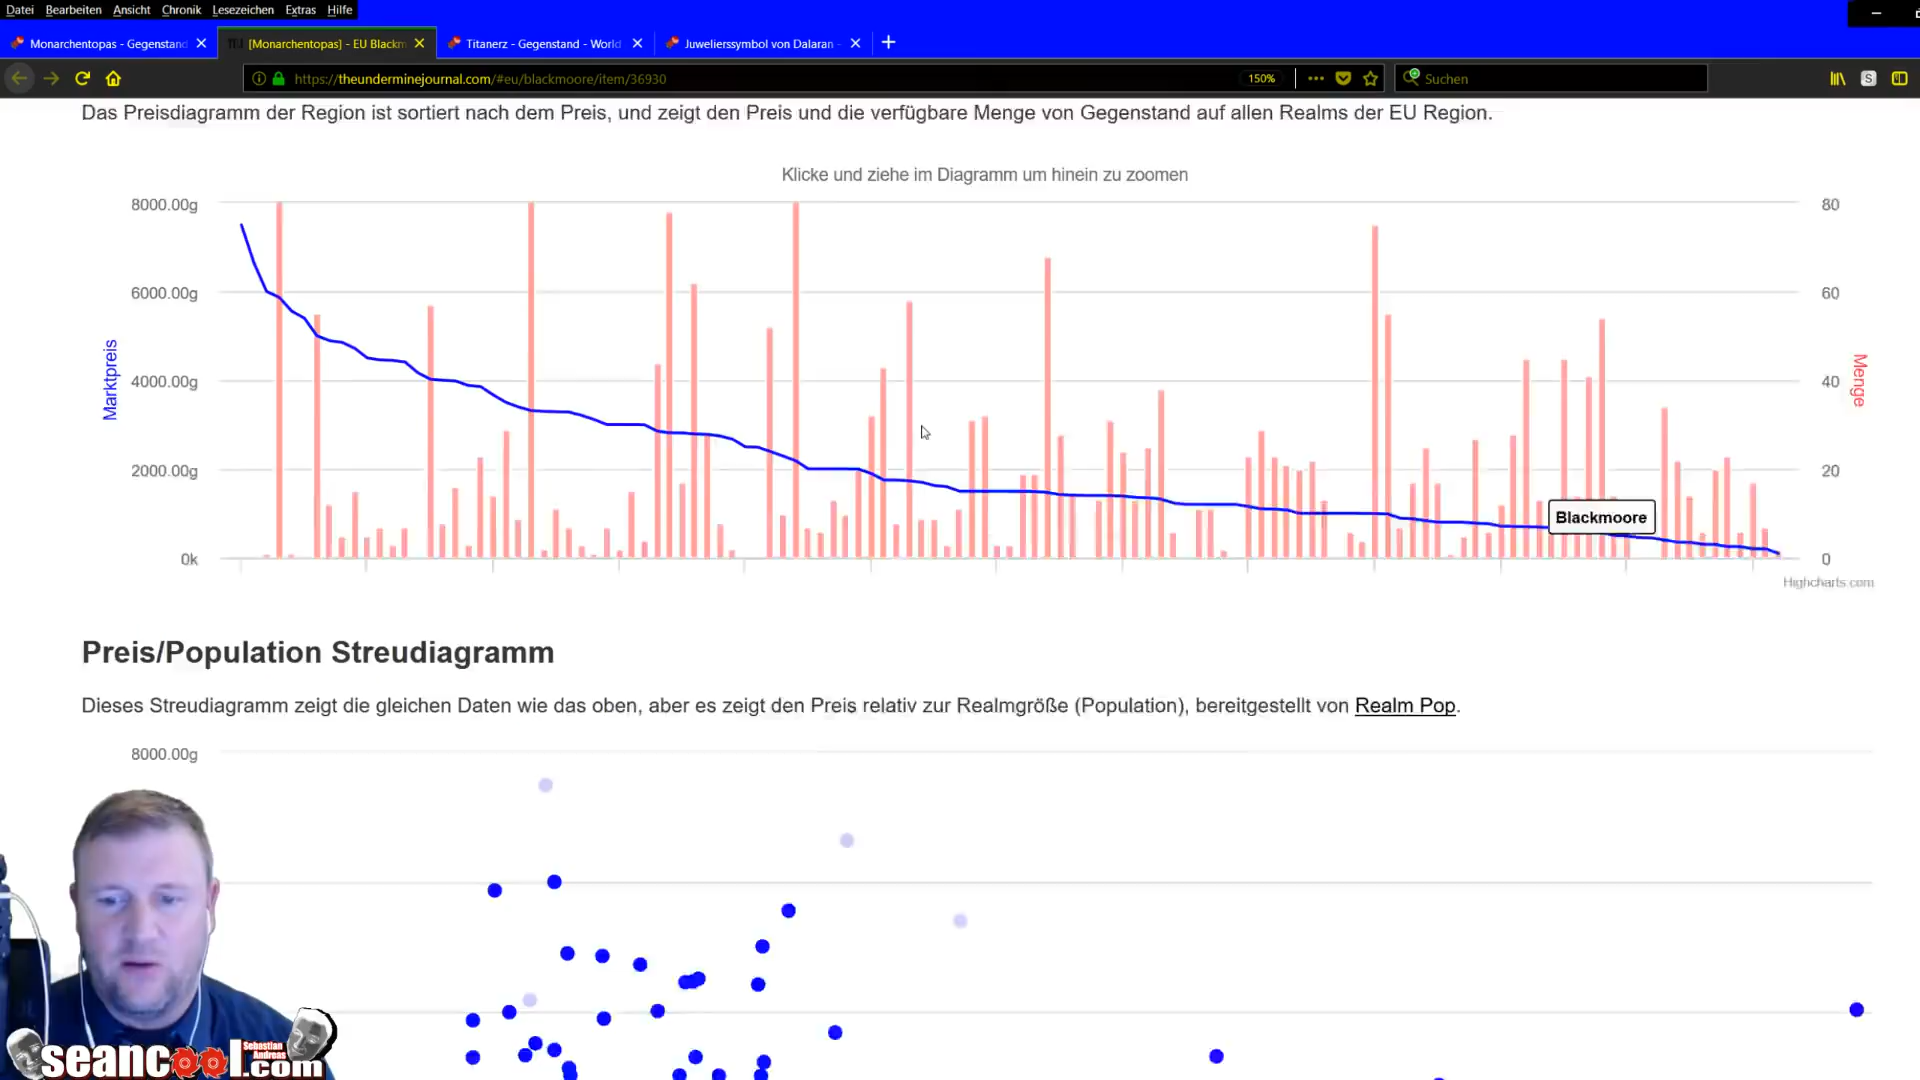 Datei Bearbeiten Ansicht Chronik Lesezeichen Extras Hilfe
Monarchentopas - Gegenstand
[Monarchentopas] - EU Blackm
Titanerz - Gegenstand - World
Juwelierssymbol von Dalaran -
https://theunderminejournal.com/#eu/blackmoore/item/36930
150%
Suchen
Das Preisdiagramm der Region ist sortiert nach dem Preis, und zeigt den Preis und die verfügbare Menge von Gegenstand auf allen Realms der EU Region.
Klicke und ziehe im Diagramm um hinein zu zoomen
8000.00g
80
6000.00g
60
4000.00g
40
2000.00g
20
0k
0
Marktpreis
Menge
Blackmoore
Highcharts.com
Preis/Population Streudiagramm
Dieses Streudiagramm zeigt die gleichen Daten wie das oben, aber es zeigt den Preis relativ zur Realmgröße (Population), bereitgestellt von Realm Pop.
8000.00g
Sebastian
Andreas
seancool.com